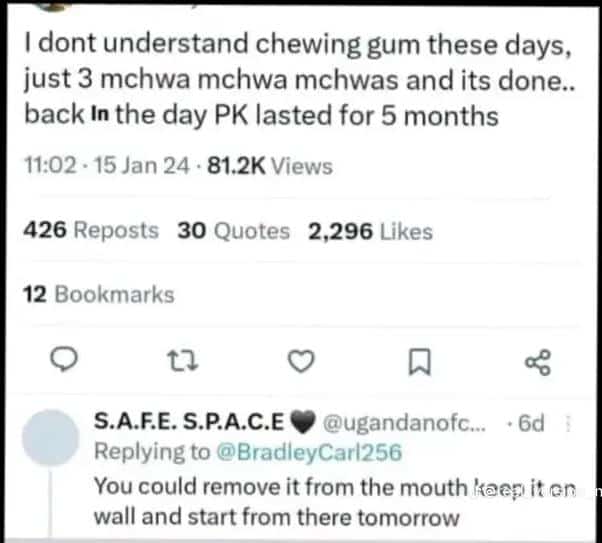 I dont understand chewing gum these days,
just 3 mchwa mchwa mchwas and its done..
back In the day PK lasted for 5 months
11:02 · 15 Jan 24 · 81.2K Views
426 Reposts 30 Quotes 2,296 Likes
12 Bookmarks
S.A.F.E. S.P.A.C.E🖤 @ugandanofc... · 6d
Replying to @BradleyCarl256
You could remove it from the mouth keep it on
wall and start from there tomorrow